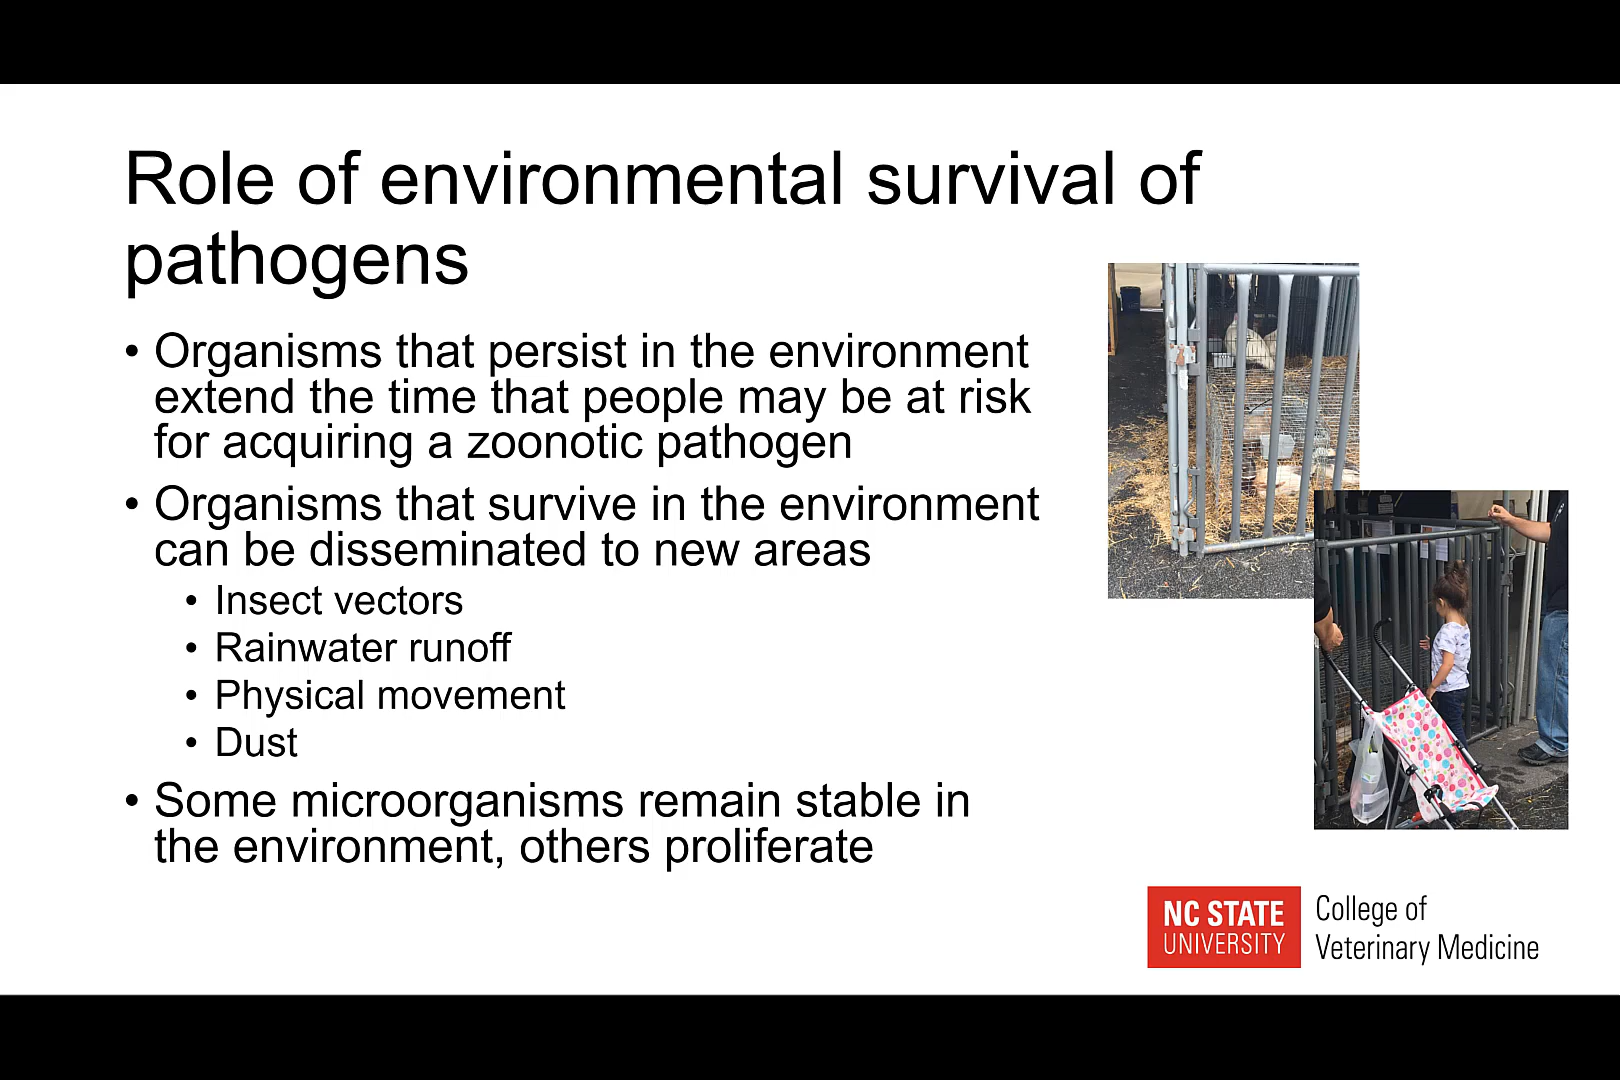 Role of environmental survival of
pathogens
• Organisms that persist in the environment
extend the time that people may be at risk
for acquiring a zoonotic pathogen
• Organisms that survive in the environment
can be disseminated to new areas
• Insect vectors
• Rainwater runoff
• Physical movement
• Dust
• Some microorganisms remain stable in
the environment, others proliferate
NC STATE
UNIVERSITY
College of
Veterinary Medicine